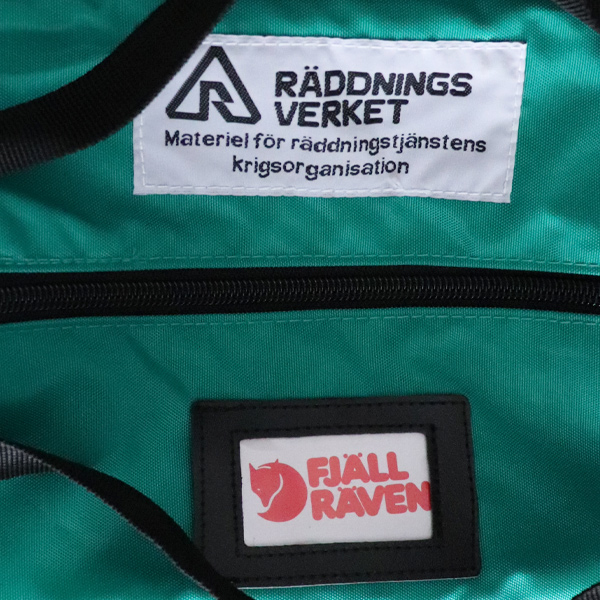 RÄDDNINGS
VERKET
Materiel för räddningstjänstens
krigsorganisation
FJÄLL
RÄVEN